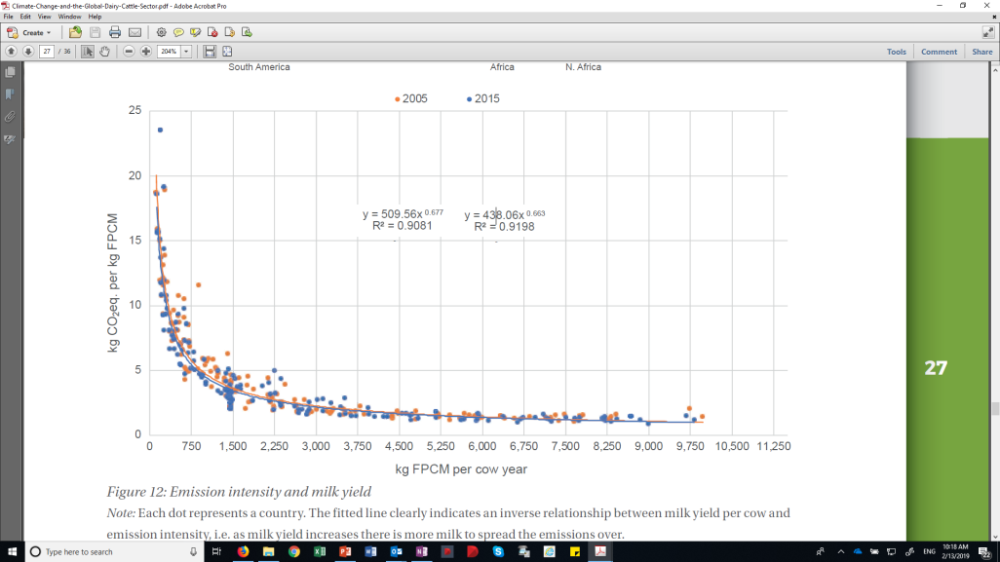 Climate-Change-and-the-Global-Dairy-Cattle-Sector.pdf - Adobe Acrobat Pro
File Edit View Window Help
Create
27 / 36 204% Tools Comment Share
South America Africa N. Africa
2005 2015
25
20
15
10
5
0
kg CO₂eq. per kg FPCM
y = 509.56x 0.677 y = 438.06x 0.663
R² = 0.9081 R² = 0.9198
0 750 1,500 2,250 3,000 3,750 4,500 5,250 6,000 6,750 7,500 8,250 9,000 9,750 10,500 11,250
kg FPCM per cow year
Figure 12: Emission intensity and milk yield
Note: Each dot represents a country. The fitted line clearly indicates an inverse relationship between milk yield per cow and
emission intensity, i.e. as milk yield increases there is more milk to spread the emissions over.
27
Type here to search
ENG 10:18 AM
2/13/2019
22